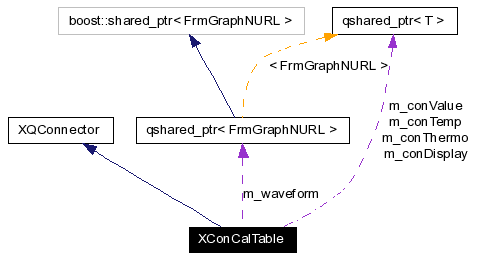 boost::shared_ptr< FrmGraphNURL >
qshared_ptr< T >
< FrmGraphNURL >
m_conValue
m_conTemp
m_conThermo
m_conDisplay
XQConnector
qshared_ptr< FrmGraphNURL >
m_waveform
XConCalTable